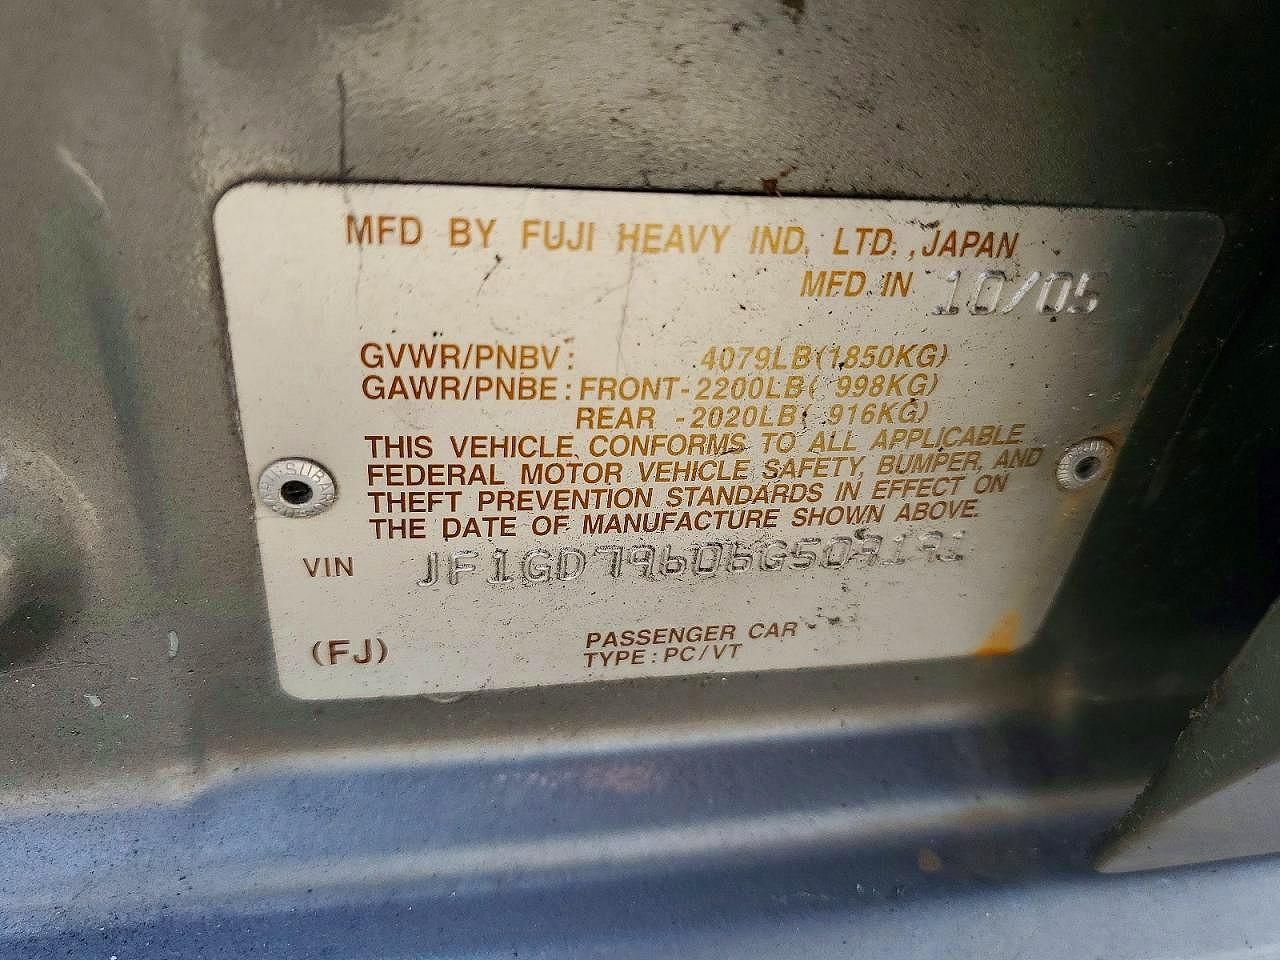 MFD BY FUJI HEAVY IND. LTD., JAPAN
MFD IN 10/05
GVWR/PNBV: 4079LB(1850KG)
GAWR/PNBE: FRONT-2200LB( 998KG)
REAR -2020LB( 916KG)
THIS VEHICLE CONFORMS TO ALL APPLICABLE
FEDERAL MOTOR VEHICLE SAFETY, BUMPER, AND
THEFT PREVENTION STANDARDS IN EFFECT ON
THE DATE OF MANUFACTURE SHOWN ABOVE.
VIN JF1GD79606G509191
(FJ) PASSENGER CAR
TYPE: PC/VT